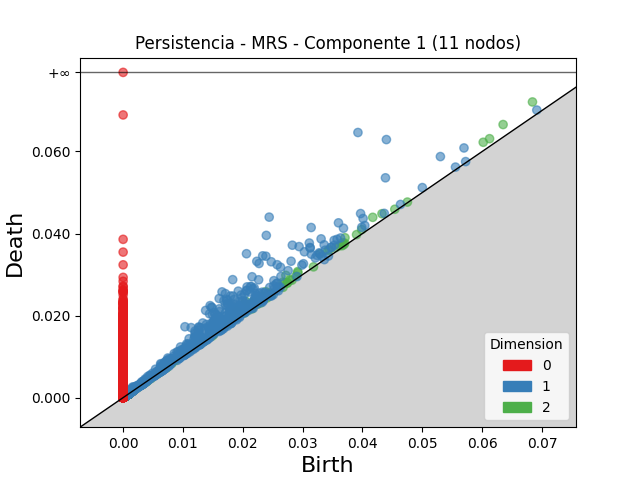 Persistencia - MRS - Componente 1 (11 nodos)
+∞
0.060
0.040
0.020
0.000
Death
0.00 0.01 0.02 0.03 0.04 0.05 0.06 0.07
Birth
Dimension
0
1
2